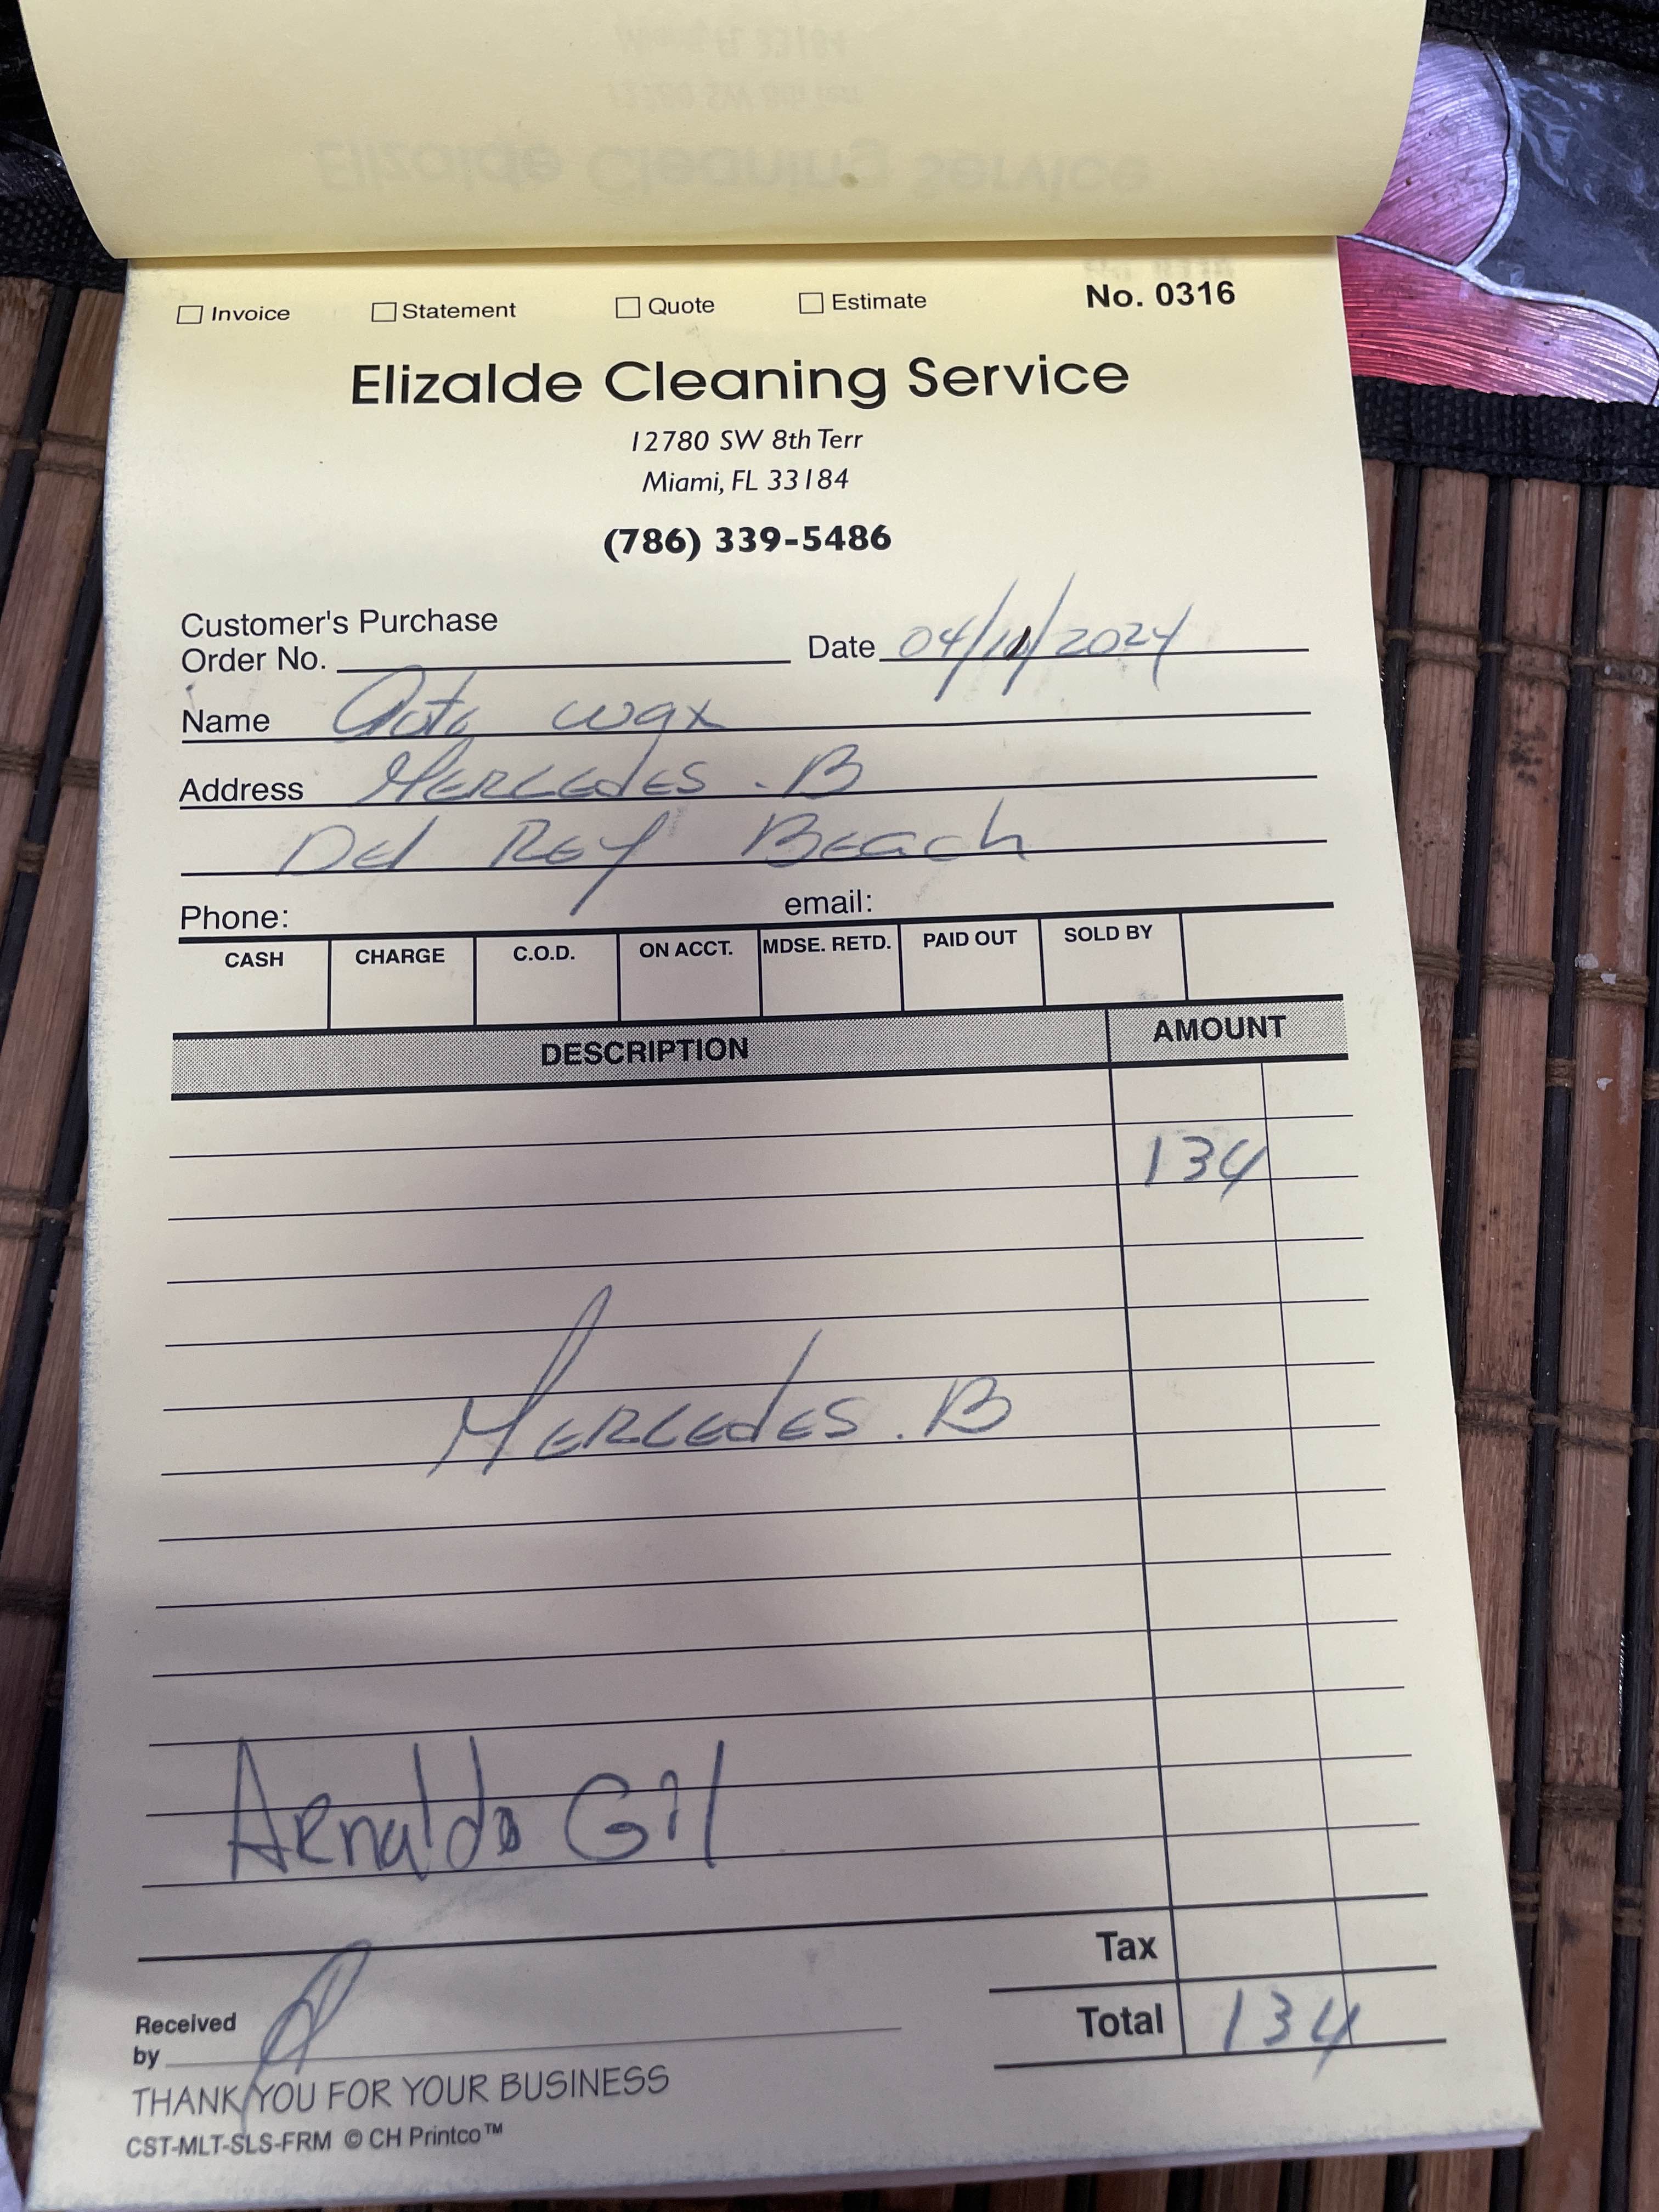 ☐ Invoice ☐ Statement ☐ Quote ☐ Estimate No. 0316
Elizalde Cleaning Service
12780 SW 8th Terr
Miami, FL 33184
(786) 339-5486
Customer's Purchase
Order No. Date 04/11/2024
Name Auto wax
Address Mercedes . B
Del Rey Beach
Phone: email:
CASH CHARGE C.O.D. ON ACCT. MDSE. RETD. PAID OUT SOLD BY
DESCRIPTION AMOUNT
134
Mercedes . B
Arnaldo Gil
Tax
Received
by
Total 134
THANK YOU FOR YOUR BUSINESS
CST-MLT-SLS-FRM © CH Printco™